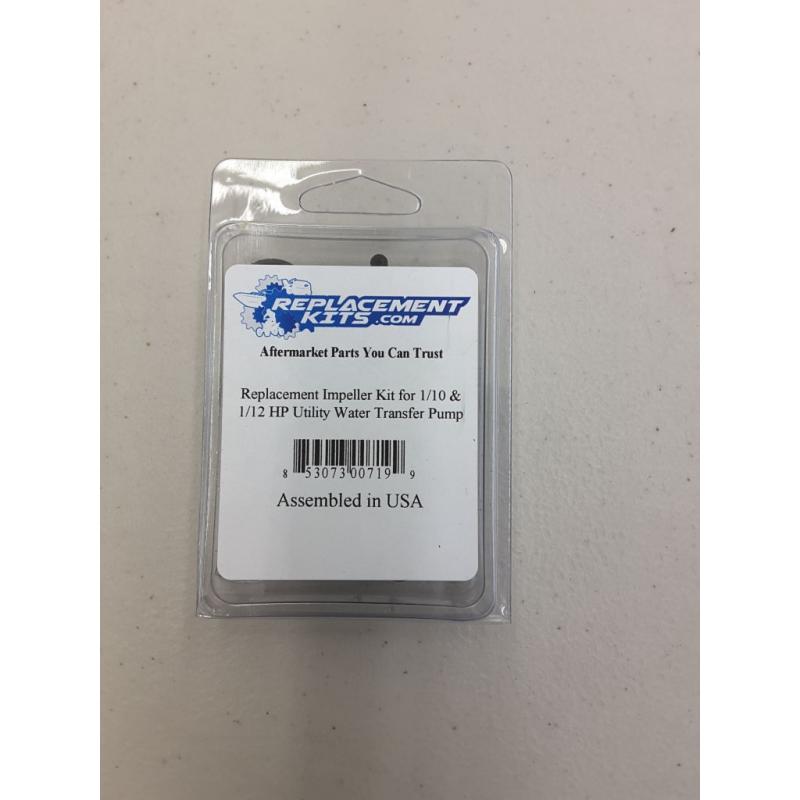 REPLACEMENT
KITS.COM
Aftermarket Parts You Can Trust
Replacement Impeller Kit for 1/10 &
1/12 HP Utility Water Transfer Pump
8 53073 00719 9
Assembled in USA